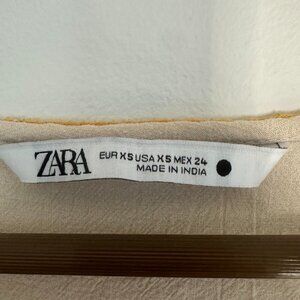 ZARA
EUR XS USA XS MEX 24
MADE IN INDIA